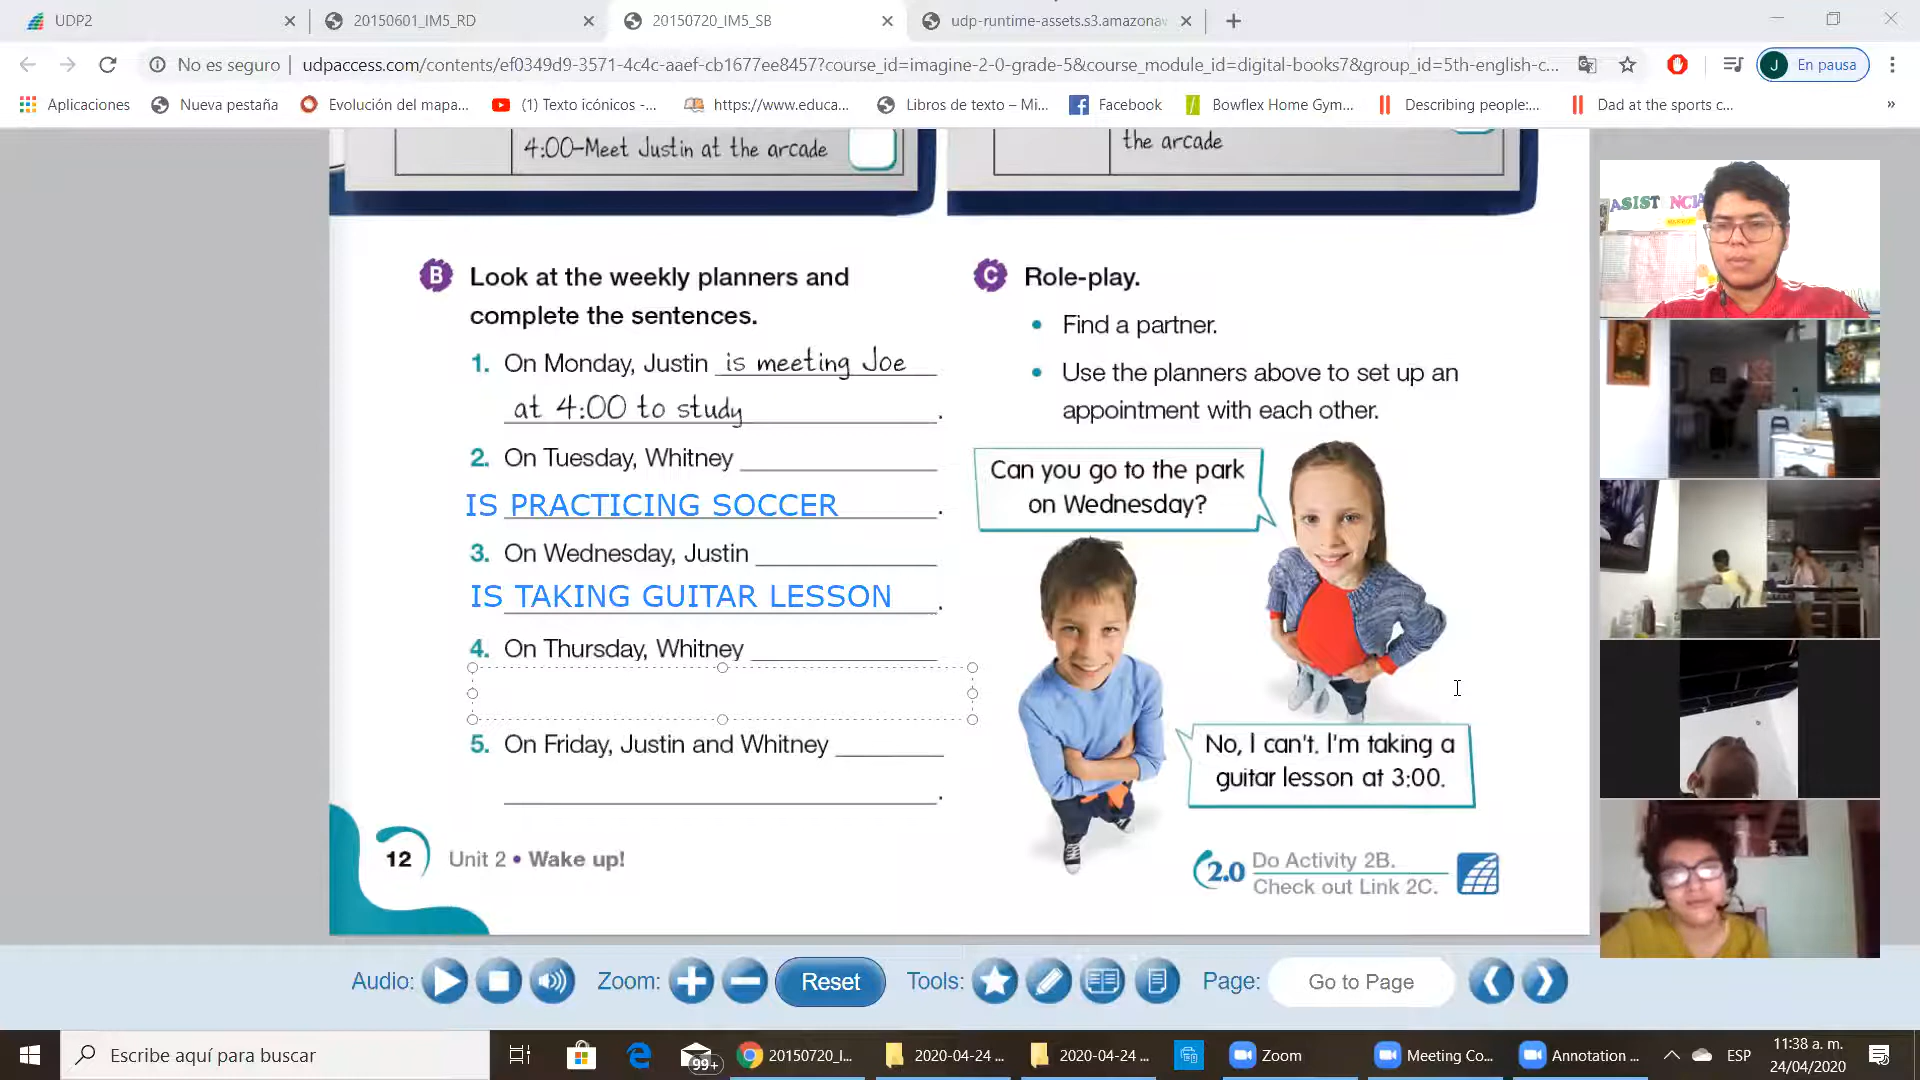 UDP2
20150601_IM5_RD
20150720_IM5_SB
udp-runtime-assets.s3.amazonav
No es seguro
udpaccess.com/contents/ef0349d9-3571-4c4c-aaef-cb1677ee8457?course_id=imagine-2-0-grade-5&course_module_id=digital-books7&group_id=5th-english-c...
J En pausa
Aplicaciones
Nueva pestaña
Evolución del mapa...
(1) Texto icónicos -...
https://www.educa...
Libros de texto – Mi...
Facebook
Bowflex Home Gym...
Describing people:...
Dad at the sports c...
»
4:00-Meet Justin at the arcade
the arcade
B Look at the weekly planners and
complete the sentences.
1. On Monday, Justin is meeting Joe
at 4:00 to study.
2. On Tuesday, Whitney
IS PRACTICING SOCCER.
3. On Wednesday, Justin
IS TAKING GUITAR LESSON.
4. On Thursday, Whitney
5. On Friday, Justin and Whitney
.
C Role-play.
• Find a partner.
• Use the planners above to set up an
appointment with each other.
Can you go to the park
on Wednesday?
No, I can't. I'm taking a
guitar lesson at 3:00.
12 Unit 2 • Wake up!
2.0 Do Activity 2B.
Check out Link 2C.
ASIST NCIA
Audio:
Zoom:
Reset
Tools:
Page:
Go to Page
Escribe aquí para buscar
99+
20150720_I...
2020-04-24 ...
2020-04-24 ...
Zoom
Meeting Co...
Annotation ...
ESP
11:38 a. m.
24/04/2020